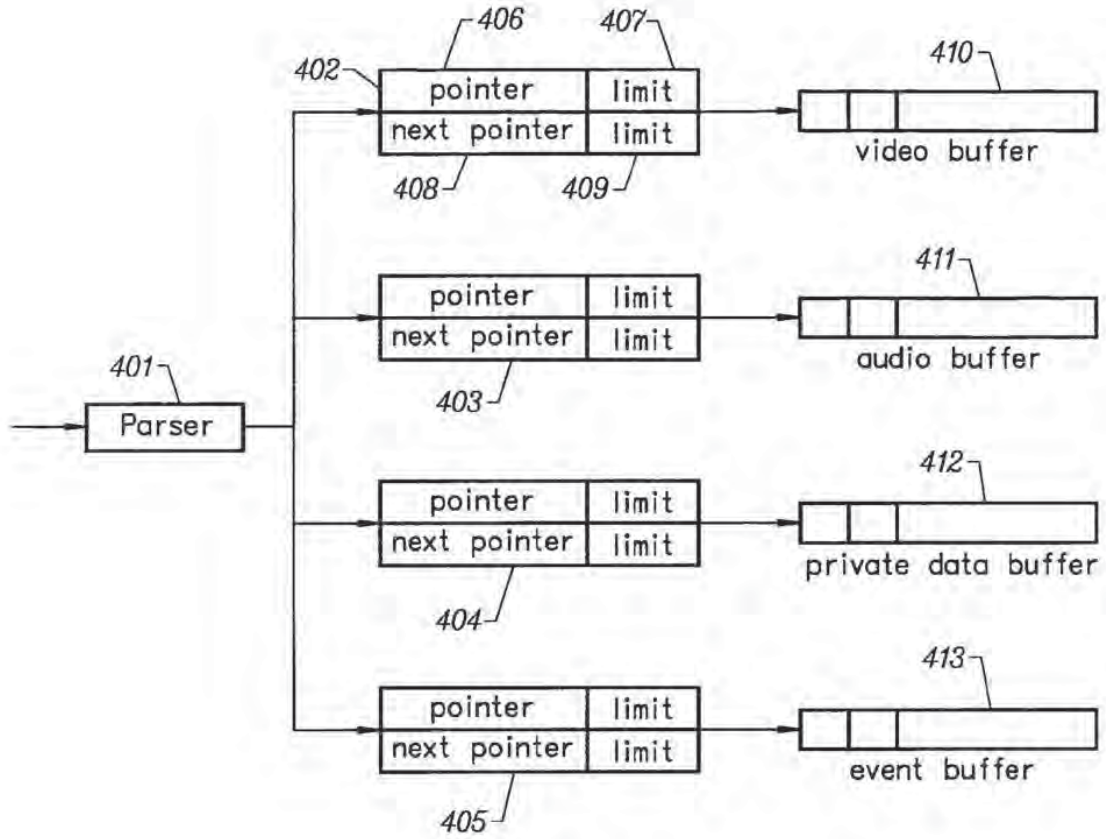 406
407
402
410
pointer limit
next pointer limit
video buffer
408
409
411
pointer limit
next pointer limit
audio buffer
401
403
Parser
412
pointer limit
next pointer limit
private data buffer
404
413
pointer limit
next pointer limit
event buffer
405